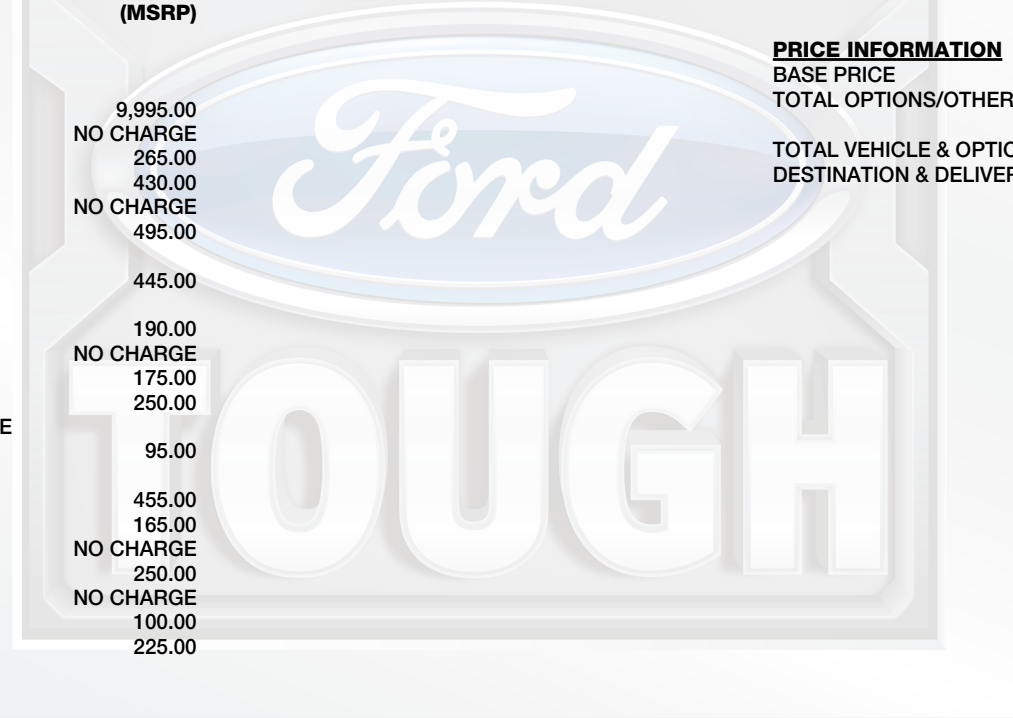 (MSRP)
9,995.00
NO CHARGE
265.00
430.00
NO CHARGE
495.00
445.00
190.00
NO CHARGE
175.00
250.00
E
95.00
455.00
165.00
NO CHARGE
250.00
NO CHARGE
100.00
225.00
PRICE INFORMATION
BASE PRICE
TOTAL OPTIONS/OTHER
TOTAL VEHICLE & OPTIO
DESTINATION & DELIVER
Ford
TOUGH